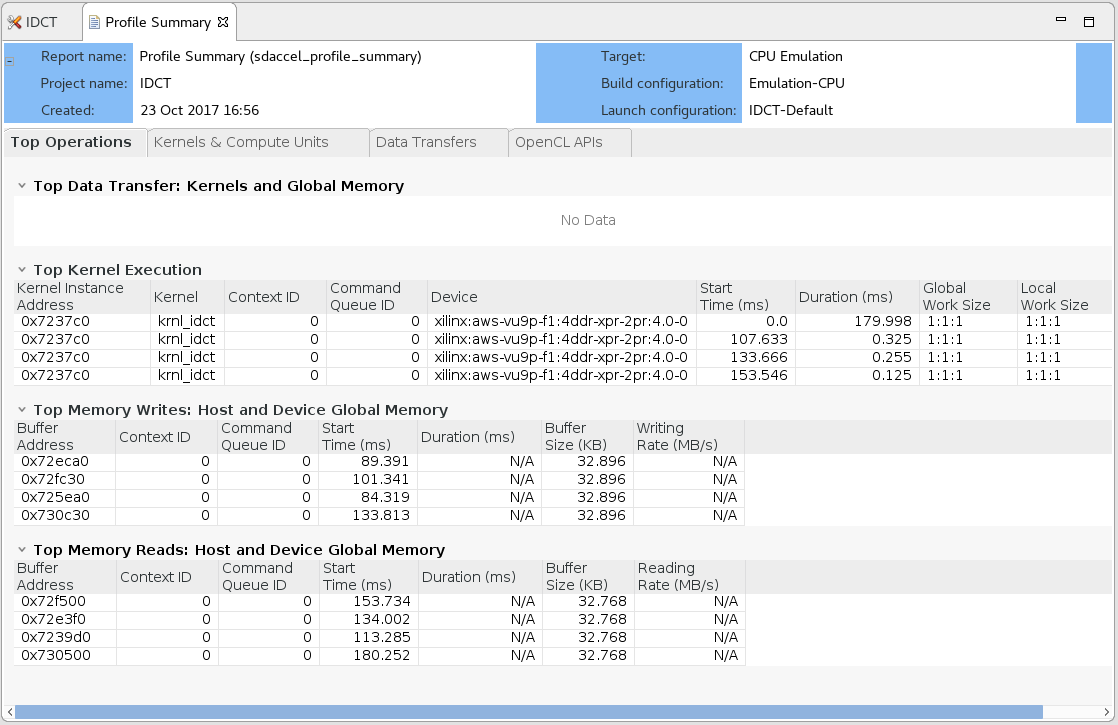 IDCT Profile Summary
Report name: Profile Summary (sdaccel_profile_summary) Target: CPU Emulation
Project name: IDCT Build configuration: Emulation-CPU
Created: 23 Oct 2017 16:56 Launch configuration: IDCT-Default
Top Operations Kernels & Compute Units Data Transfers OpenCL APIs
Top Data Transfer: Kernels and Global Memory
No Data
Top Kernel Execution
Kernel Instance Address Kernel Context ID Command Queue ID Device Start Time (ms) Duration (ms) Global Work Size Local Work Size
0x7237c0 krnl_idct 0 0 xilinx:aws-vu9p-f1:4ddr-xpr-2pr:4.0-0 0.0 179.998 1:1:1 1:1:1
0x7237c0 krnl_idct 0 0 xilinx:aws-vu9p-f1:4ddr-xpr-2pr:4.0-0 107.633 0.325 1:1:1 1:1:1
0x7237c0 krnl_idct 0 0 xilinx:aws-vu9p-f1:4ddr-xpr-2pr:4.0-0 133.666 0.255 1:1:1 1:1:1
0x7237c0 krnl_idct 0 0 xilinx:aws-vu9p-f1:4ddr-xpr-2pr:4.0-0 153.546 0.125 1:1:1 1:1:1
Top Memory Writes: Host and Device Global Memory
Buffer Address Context ID Command Queue ID Start Time (ms) Duration (ms) Buffer Size (KB) Writing Rate (MB/s)
0x72eca0 0 0 89.391 N/A 32.896 N/A
0x72fc30 0 0 101.341 N/A 32.896 N/A
0x725ea0 0 0 84.319 N/A 32.896 N/A
0x730c30 0 0 133.813 N/A 32.896 N/A
Top Memory Reads: Host and Device Global Memory
Buffer Address Context ID Command Queue ID Start Time (ms) Duration (ms) Buffer Size (KB) Reading Rate (MB/s)
0x72f500 0 0 153.734 N/A 32.768 N/A
0x72e3f0 0 0 134.002 N/A 32.768 N/A
0x7239d0 0 0 113.285 N/A 32.768 N/A
0x730500 0 0 180.252 N/A 32.768 N/A